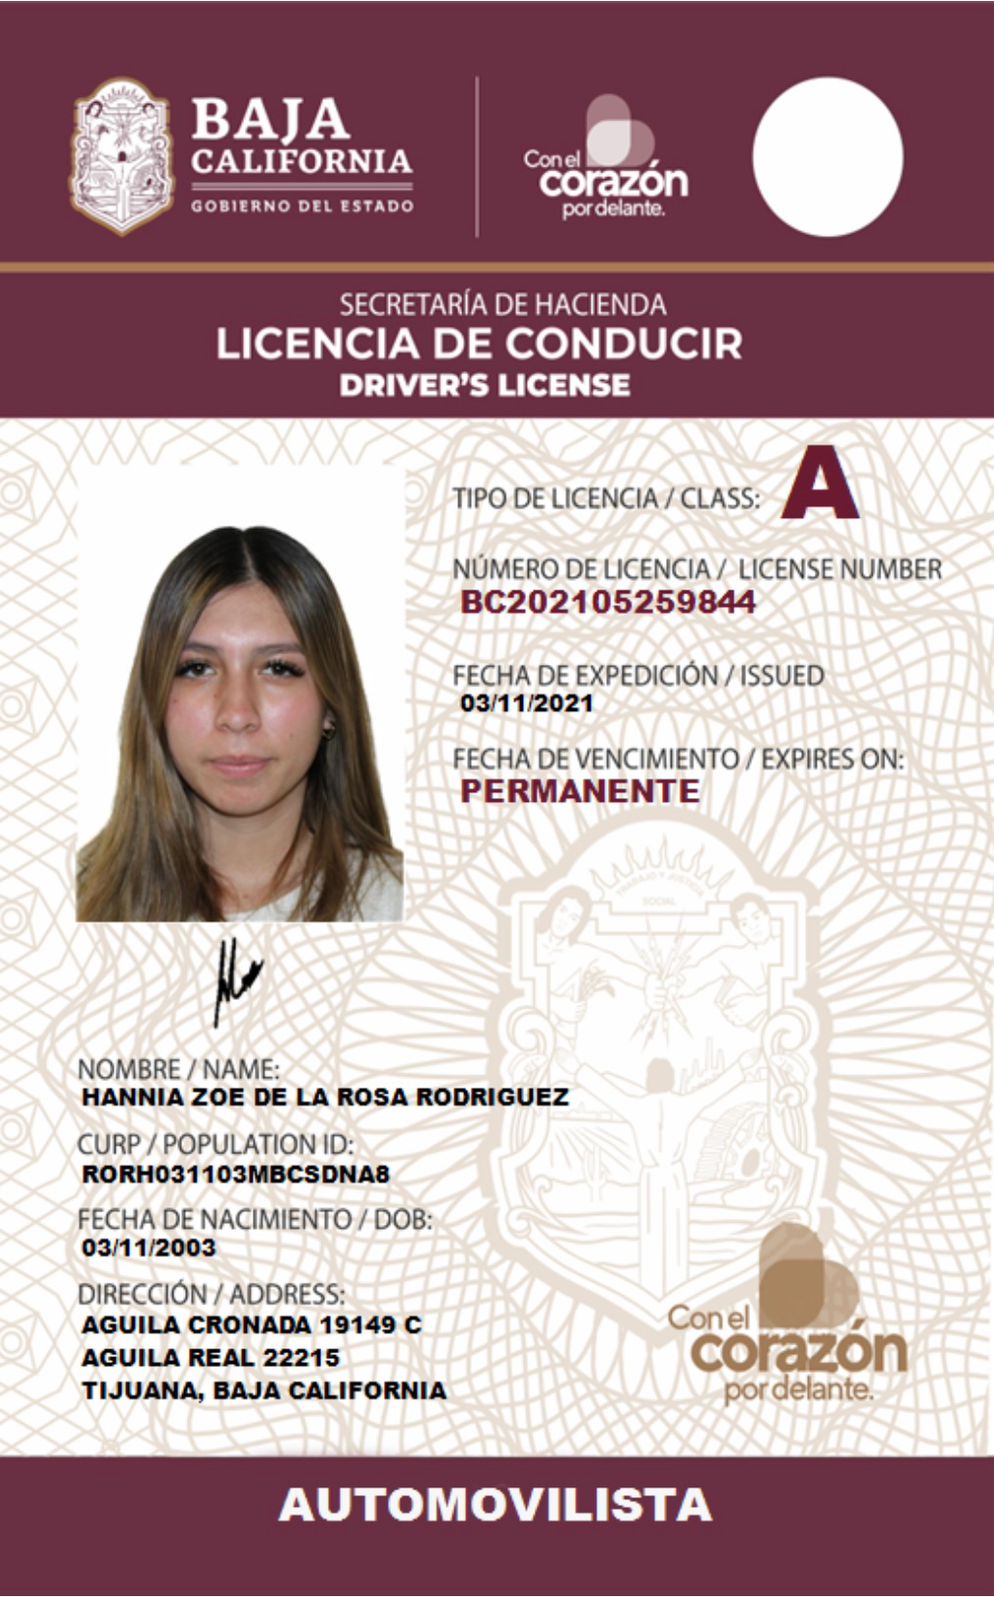 BAJA
CALIFORNIA
GOBIERNO DEL ESTADO
Con el
corazón
por delante.
SECRETARÍA DE HACIENDA
LICENCIA DE CONDUCIR
DRIVER'S LICENSE
TIPO DE LICENCIA / CLASS: A
NÚMERO DE LICENCIA / LICENSE NUMBER
BC202105259844
FECHA DE EXPEDICIÓN / ISSUED
03/11/2021
FECHA DE VENCIMIENTO / EXPIRES ON:
PERMANENTE
TRABAJO Y JUSTICIA
SOCIAL
NOMBRE / NAME:
HANNIA ZOE DE LA ROSA RODRIGUEZ
CURP / POPULATION ID:
RORH031103MBCSDNA8
FECHA DE NACIMIENTO / DOB:
03/11/2003
DIRECCIÓN / ADDRESS:
AGUILA CRONADA 19149 C
AGUILA REAL 22215
TIJUANA, BAJA CALIFORNIA
Con el
corazón
por delante.
AUTOMOVILISTA